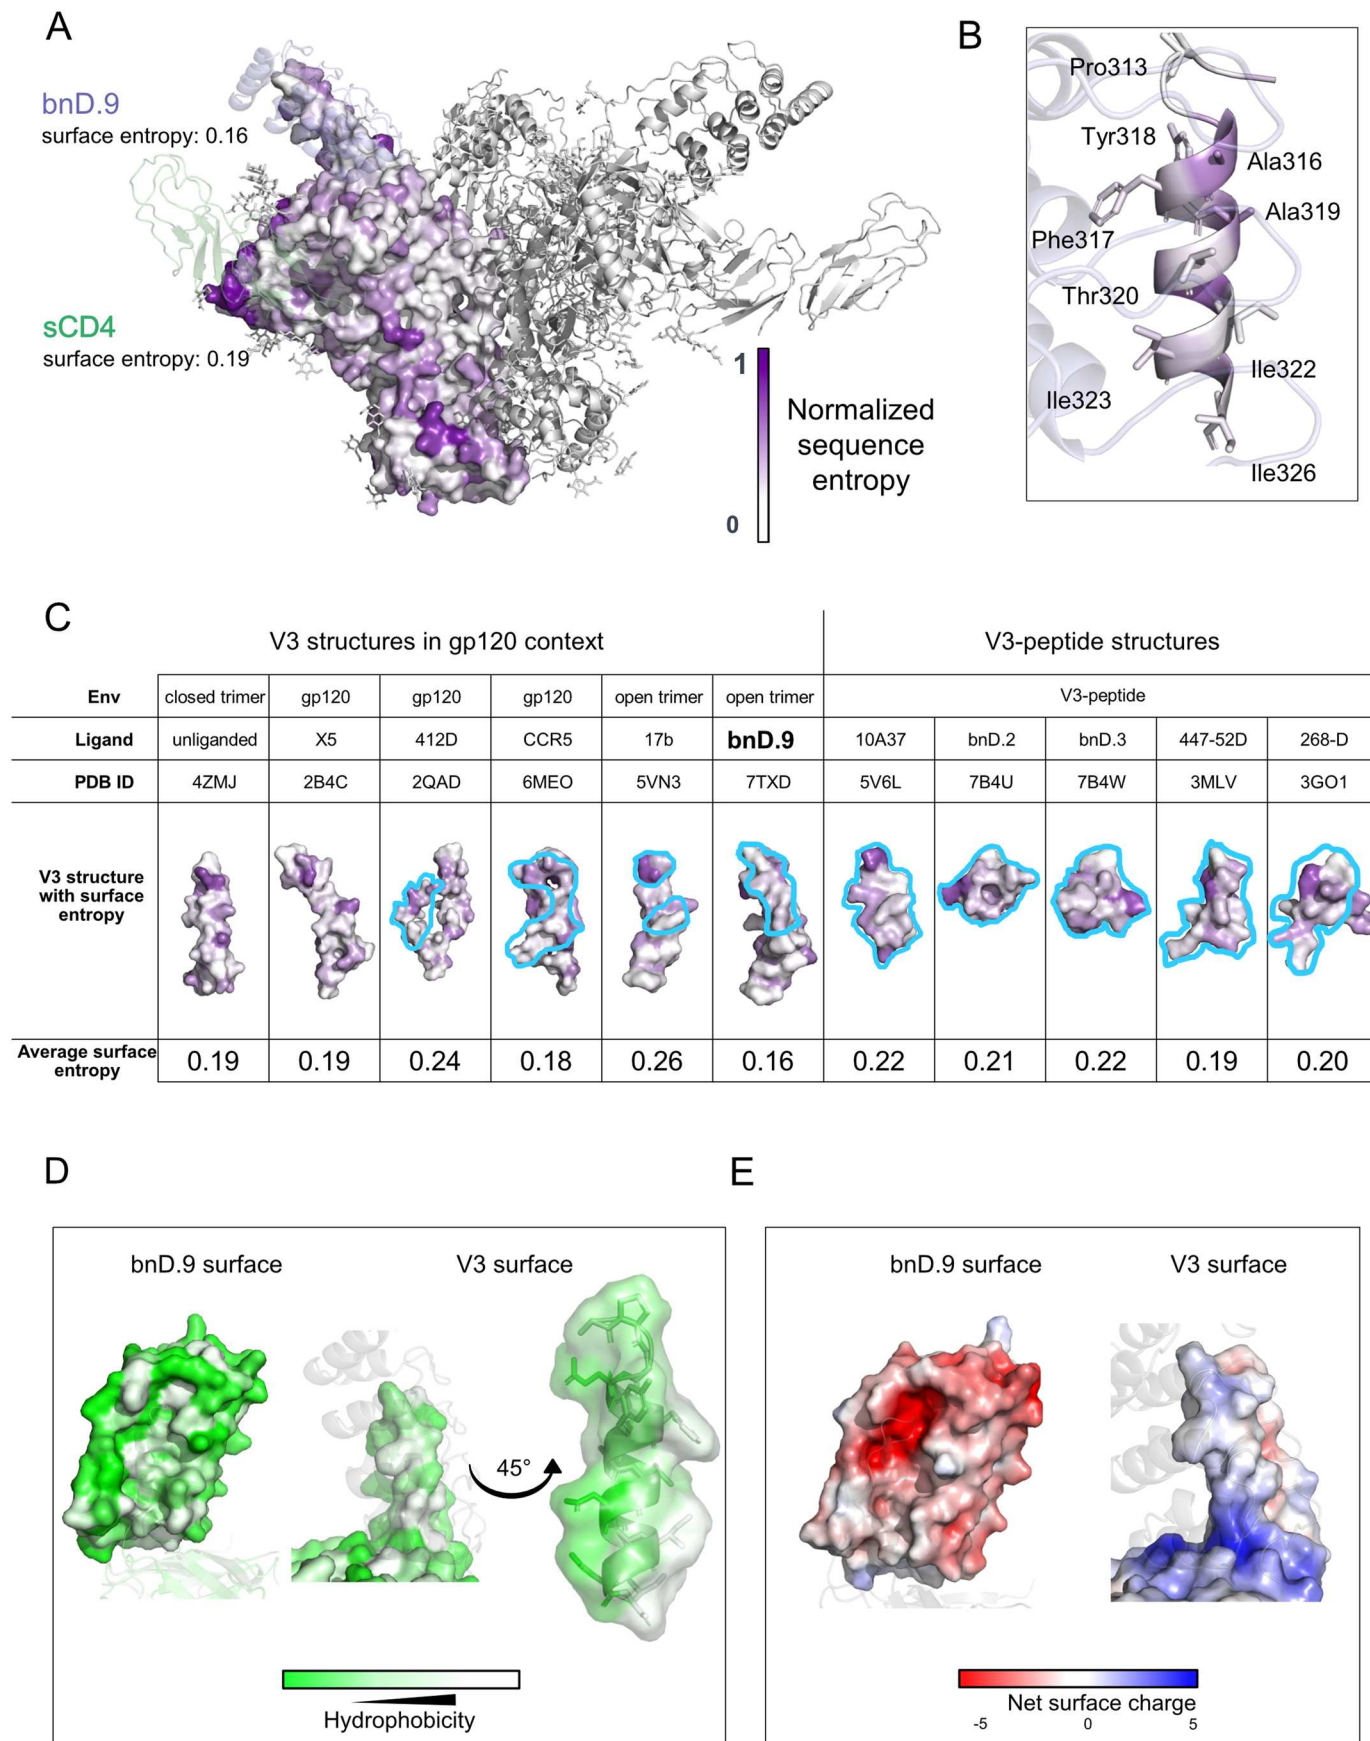 A
bnD.9
surface entropy: 0.16
sCD4
surface entropy: 0.19
1
Normalized
sequence
entropy
0
B
Pro313
Tyr318
Ala316
Ala319
Phe317
Thr320
Ile322
Ile323
Ile326
C
V3 structures in gp120 context V3-peptide structures
Env closed trimer gp120 gp120 gp120 open trimer open trimer V3-peptide
Ligand unliganded X5 412D CCR5 17b bnD.9 10A37 bnD.2 bnD.3 447-52D 268-D
PDB ID 4ZMJ 2B4C 2QAD 6MEO 5VN3 7TXD 5V6L 7B4U 7B4W 3MLV 3GO1
V3 structure
with surface
entropy
Average surface
entropy
0.19 0.19 0.24 0.18 0.26 0.16 0.22 0.21 0.22 0.19 0.20
D
bnD.9 surface V3 surface
45°
Hydrophobicity
E
bnD.9 surface V3 surface
Net surface charge
-5 0 5